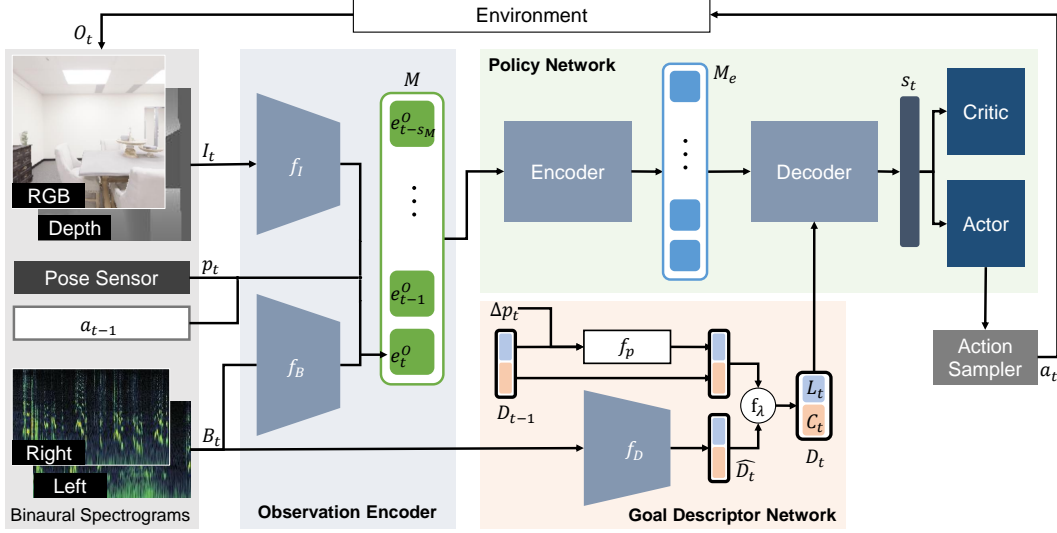 Environment
O_t
RGB
Depth
I_t
Pose Sensor
p_t
a_{t-1}
Right
Left
B_t
Binaural Spectrograms
f_I
f_B
Observation Encoder
M
e^O_{t-s_M}
e^O_{t-1}
e^O_t
Policy Network
Encoder
M_e
Decoder
s_t
Critic
Actor
Action
Sampler
a_t
Δp_t
f_p
D_{t-1}
f_λ
L_t
C_t
D_t
f_D
\widehat{D_t}
Goal Descriptor Network